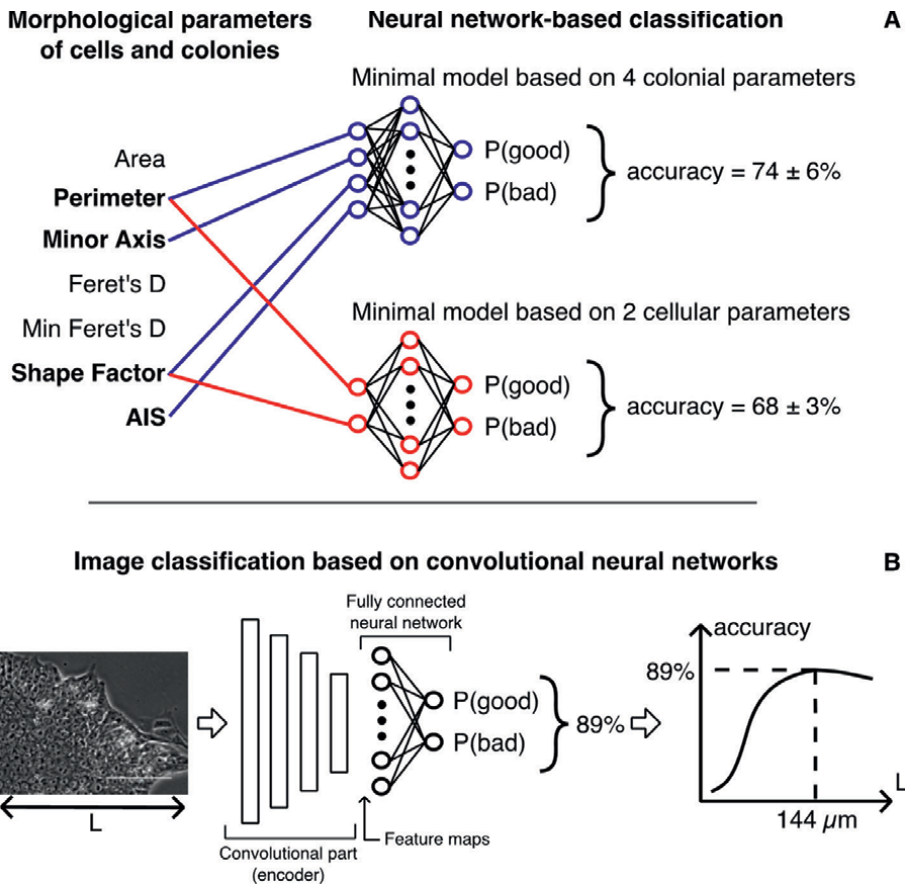 Morphological parameters
of cells and colonies
Neural network-based classification
A
Minimal model based on 4 colonial parameters
Area
Perimeter
Minor Axis
Feret's D
Min Feret's D
Shape Factor
AIS
P(good)
P(bad)
accuracy = 74 ± 6%
Minimal model based on 2 cellular parameters
P(good)
P(bad)
accuracy = 68 ± 3%
Image classification based on convolutional neural networks
B
Fully connected
neural network
P(good)
P(bad)
89%
L
Convolutional part
(encoder)
Feature maps
accuracy
89%
L
144 µm